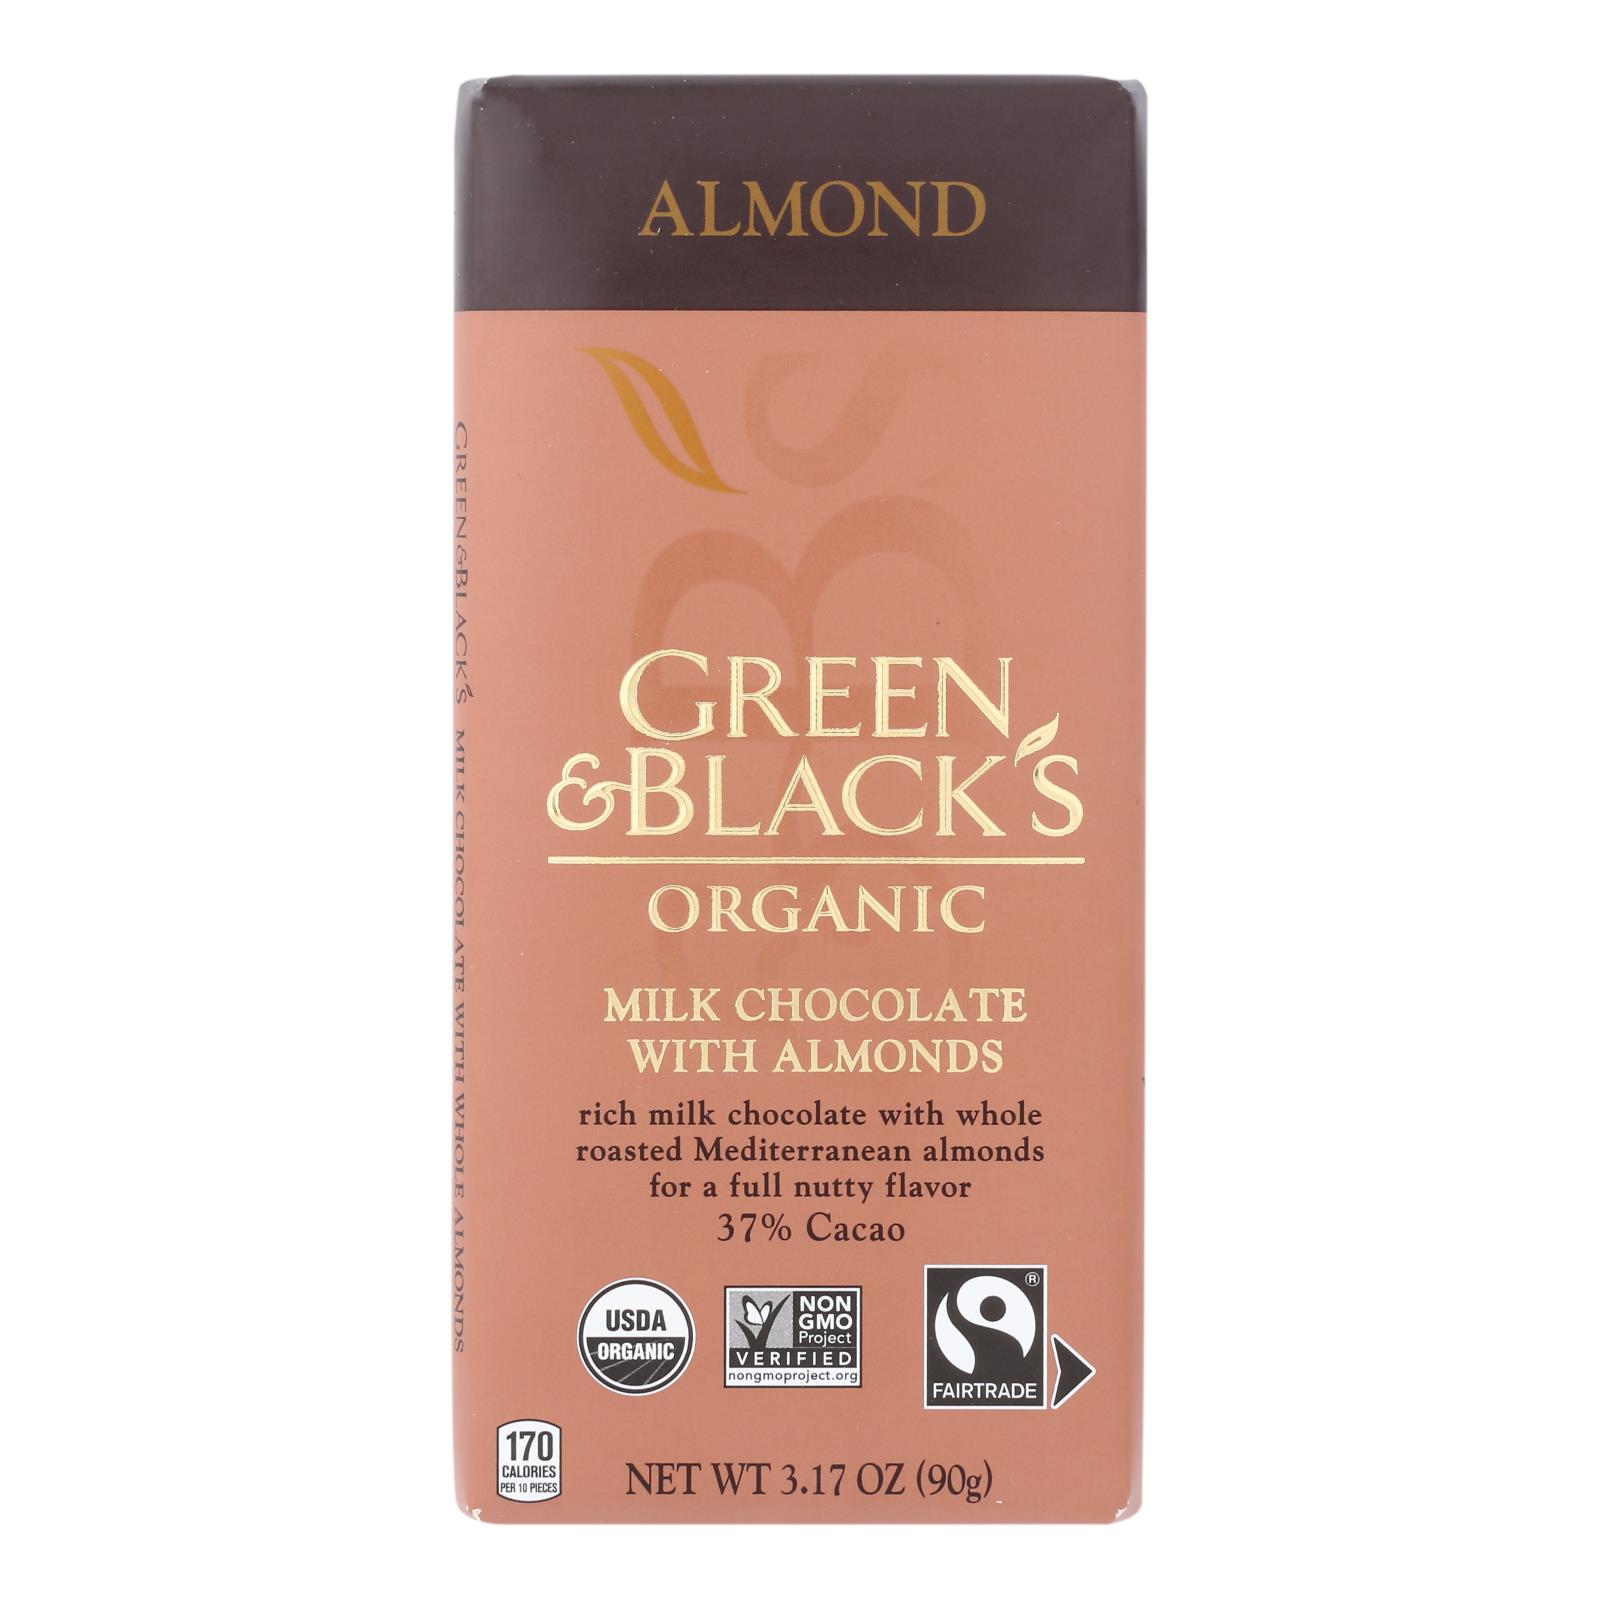 ALMOND
GREEN
&BLACK'S
ORGANIC
MILK CHOCOLATE
WITH ALMONDS
rich milk chocolate with whole
roasted Mediterranean almonds
for a full nutty flavor
37% Cacao
USDA
ORGANIC
NON
GMO
Project
VERIFIED
nongmoproject.org
®
FAIRTRADE
170
CALORIES
PER 10 PIECES
NET WT 3.17 OZ (90g)
GREEN&BLACK'S MILK CHOCOLATE WITH WHOLE ALMONDS